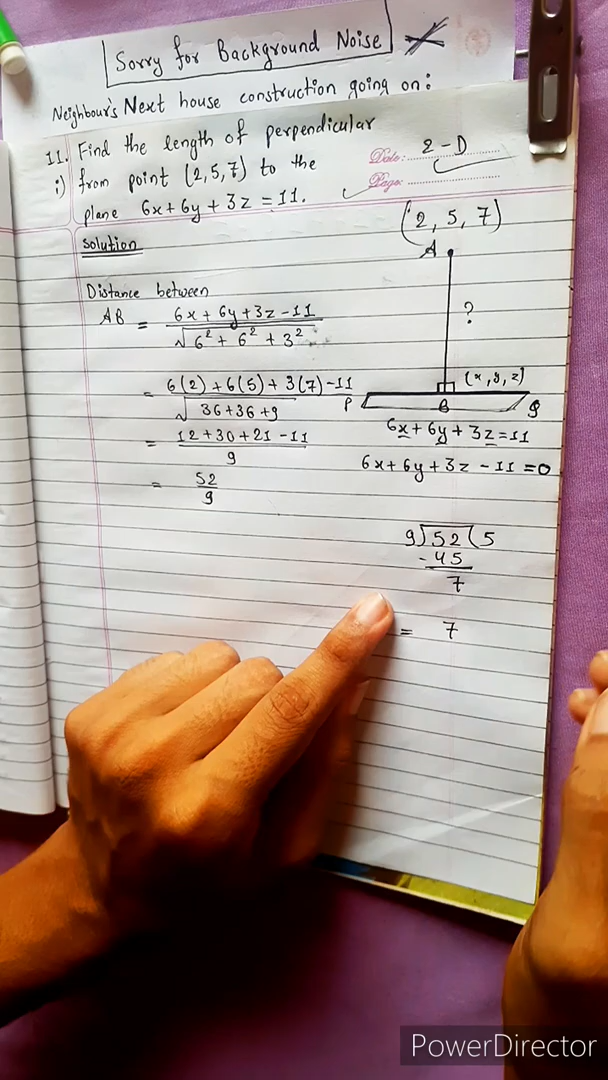 Sorry for Background Noise
Neighbour's Next house construction going on:
11. Find the length of perpendicular
i) from point (2,5,7) to the
plane 6x+6y+3z=11.
Date: 2-D
Page:
Solution
(2, 5, 7)
A
?
(x, y, z)
P
B
Q
6x+6y+3z=11
6x+6y+3z-11=0
Distance between
AB = 6x+6y+3z-11
√6²+6²+3²
= 6(2)+6(5)+3(7)-11
√36+36+9
= 12+30+21-11
9
= 52
9
9)52(5
-45
7
= 7
PowerDirector